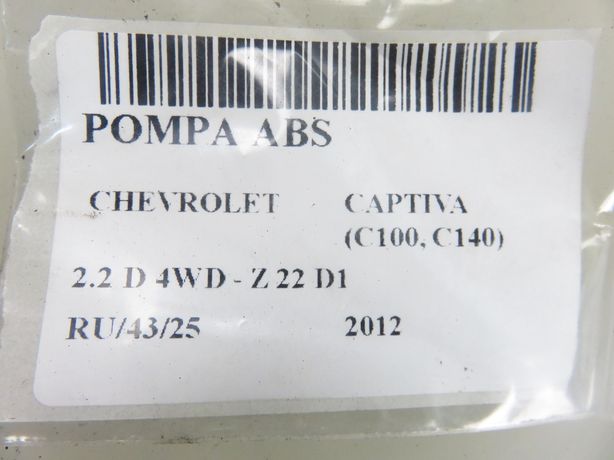 POMPA ABS
CHEVROLET CAPTIVA
(C100, C140)
2.2 D 4WD - Z 22 D1
RU/43/25 2012